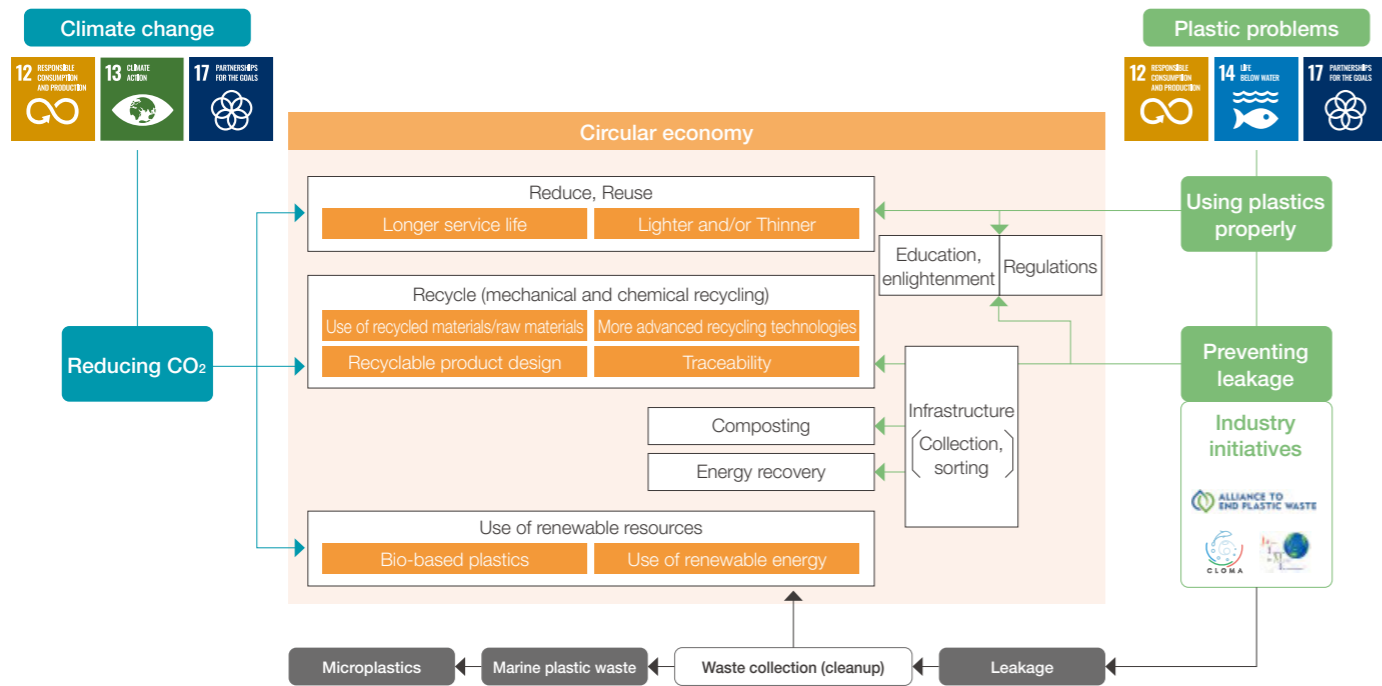 Climate change
12 RESPONSIBLE
CONSUMPTION
AND PRODUCTION
13 CLIMATE
ACTION
17 PARTNERSHIPS
FOR THE GOALS
Plastic problems
12 RESPONSIBLE
CONSUMPTION
AND PRODUCTION
14 LIFE
BELOW WATER
17 PARTNERSHIPS
FOR THE GOALS
Circular economy
Reduce, Reuse
Longer service life
Lighter and/or Thinner
Using plastics
properly
Education,
enlightenment
Regulations
Recycle (mechanical and chemical recycling)
Use of recycled materials/raw materials
More advanced recycling technologies
Recyclable product design
Traceability
Reducing CO₂
Preventing
leakage
Infrastructure
(Collection,
sorting)
Composting
Energy recovery
Industry
initiatives
ALLIANCE TO
END PLASTIC WASTE
CLOMA
Use of renewable resources
Bio-based plastics
Use of renewable energy
Microplastics
Marine plastic waste
Waste collection (cleanup)
Leakage